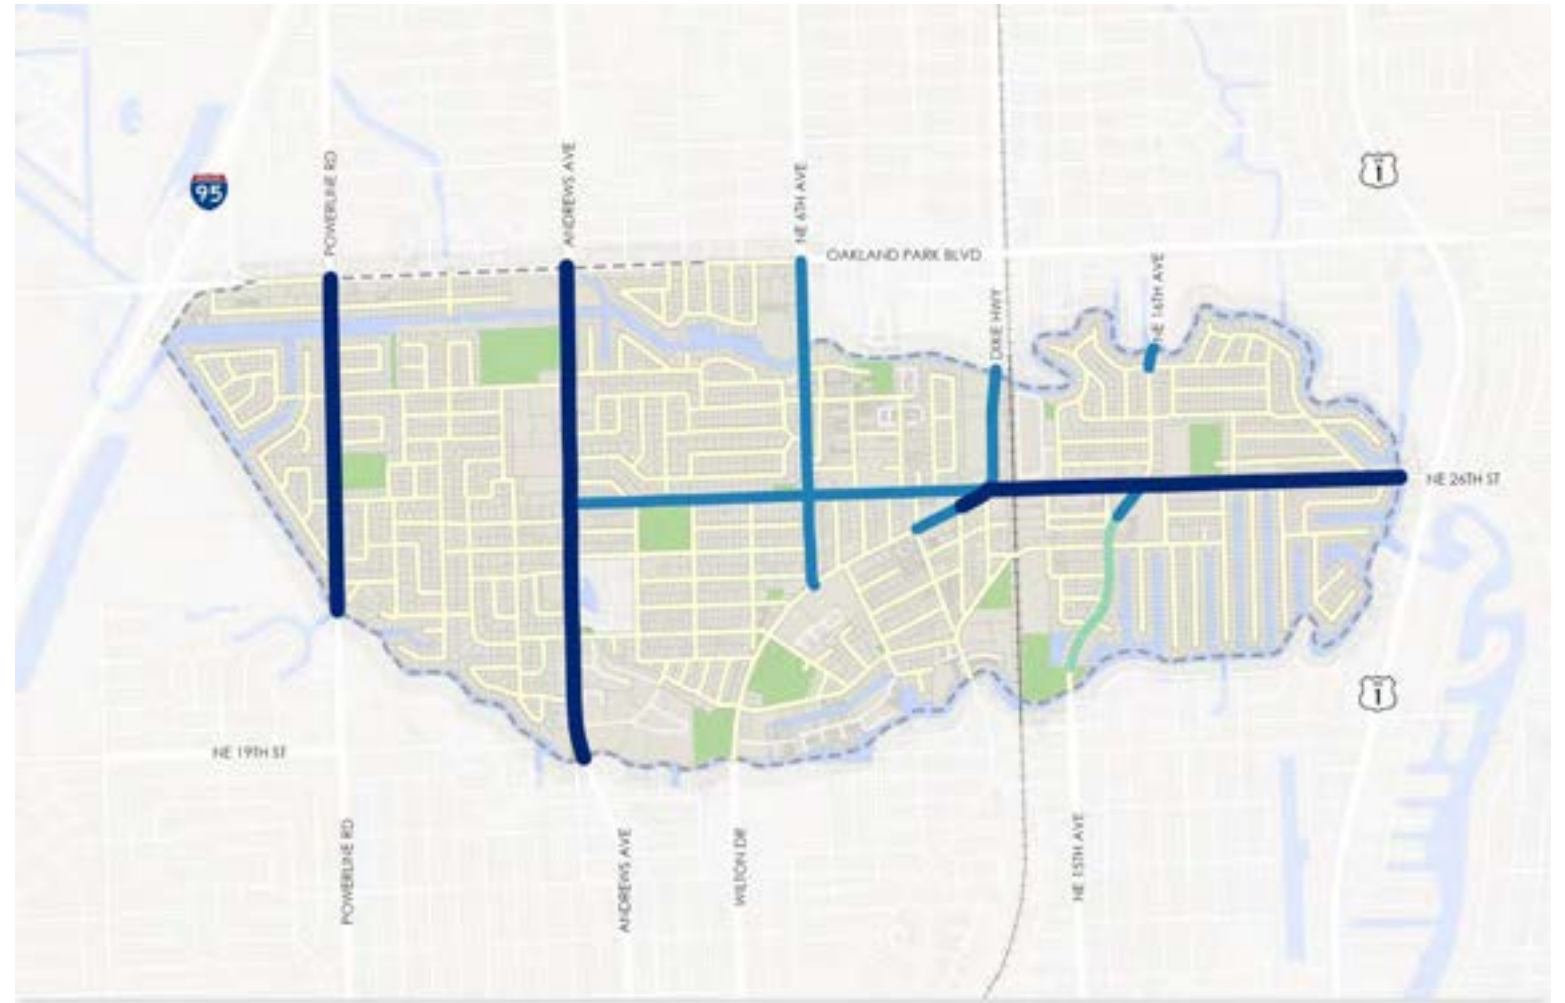 POWERLINE RD
ANDREWS AVE
NE 6TH AVE
1
95
OAKLAND PARK BLVD
NE 16TH AVE
DIXIE HWY
NE 26TH ST
1
NE 19TH ST
POWERLINE RD
ANDREWS AVE
WILTON DR
NE 15TH AVE